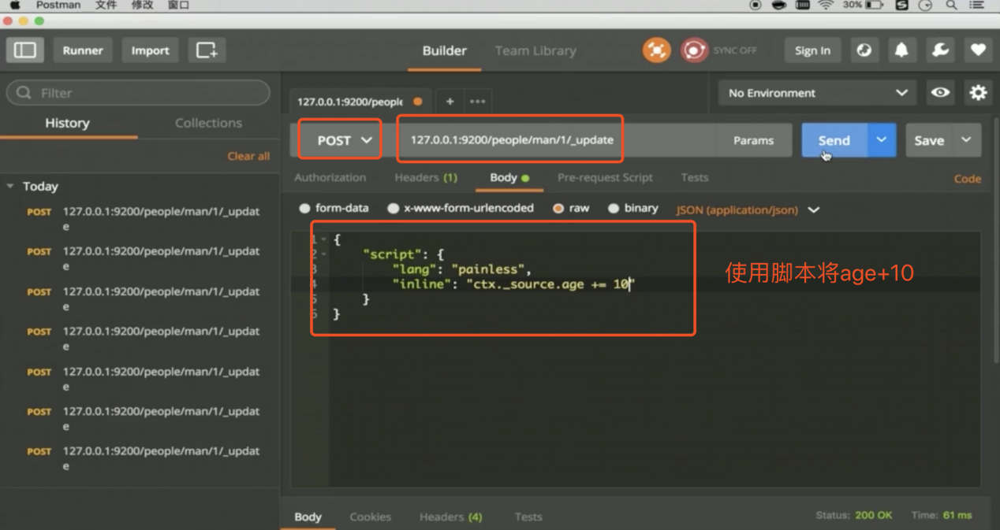 Postman 文件 修改 窗口 30%
Runner Import Builder Team Library SYNC OFF Sign In
Filter
History Collections
Clear all
Today
POST 127.0.0.1:9200/people/man/1/_updat
e
POST 127.0.0.1:9200/people/man/1/_updat
e
POST 127.0.0.1:9200/people/man/1/_updat
e
POST 127.0.0.1:9200/people/man/1/_updat
e
POST 127.0.0.1:9200/people/man/1/_updat
e
POST 127.0.0.1:9200/people/man/1/_updat
e
POST 127.0.0.1:9200/people/man/1/_updat
e
127.0.0.1:9200/people + ••• No Environment
POST 127.0.0.1:9200/people/man/1/_update Params Send Save
Authorization Headers (1) Body Pre-request Script Tests Code
form-data x-www-form-urlencoded raw binary JSON (application/json)
1 {
2 "script": {
3 "lang": "painless",
4 "inline": "ctx._source.age += 10"
5 }
6 }
使用脚本将age+10
Body Cookies Headers (4) Tests Status: 200 OK Time: 61 ms